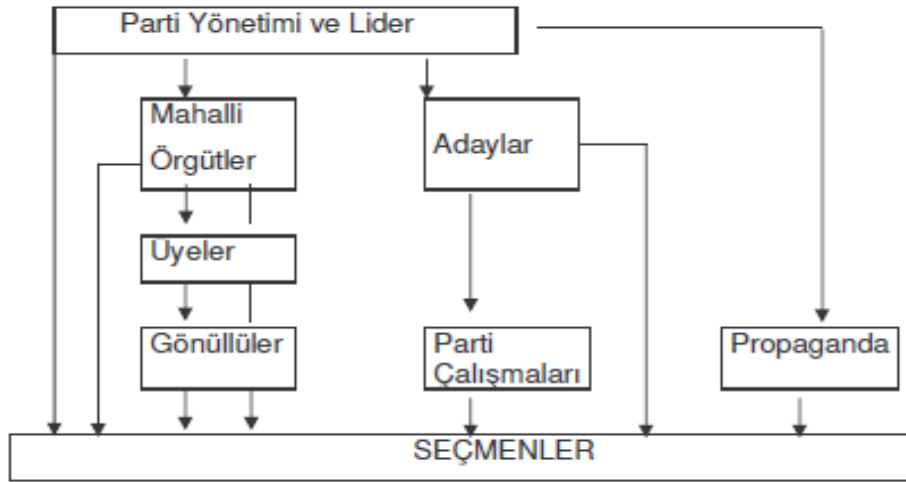 Parti Yönetimi ve Lider
Mahalli
Örgütler
Adaylar
Üyeler
Gönüllüler
Parti
Çalışmaları
Propaganda
SEÇMENLER